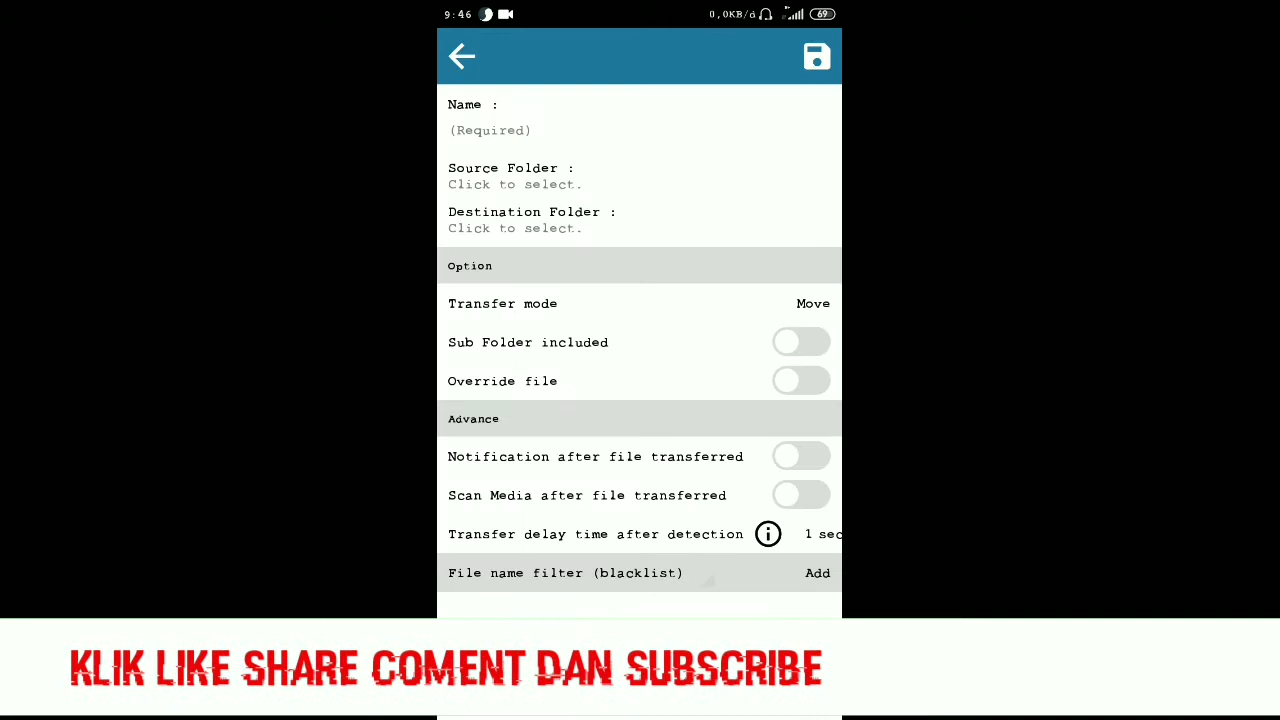 9:46 0,0KB/d 69
Name :
(Required)
Source Folder :
Click to select.
Destination Folder :
Click to select.
Option
Transfer mode Move
Sub Folder included
Override file
Advance
Notification after file transferred
Scan Media after file transferred
Transfer delay time after detection 1 sec
File name filter (blacklist) Add
KLIK LIKE SHARE COMENT DAN SUBSCRIBE